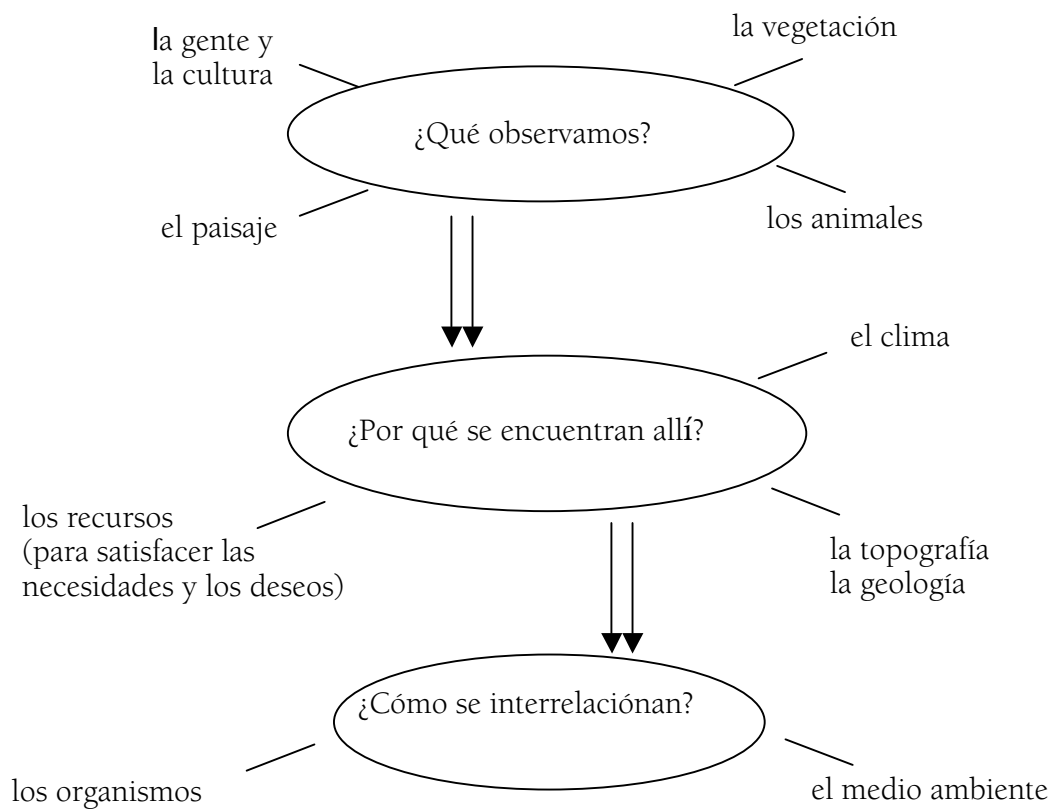 la gente y
la cultura
la vegetación
¿Qué observamos?
el paisaje
los animales
el clima
¿Por qué se encuentran allí?
los recursos
(para satisfacer las
necesidades y los deseos)
la topografía
la geología
¿Cómo se interrelaciónan?
los organismos
el medio ambiente